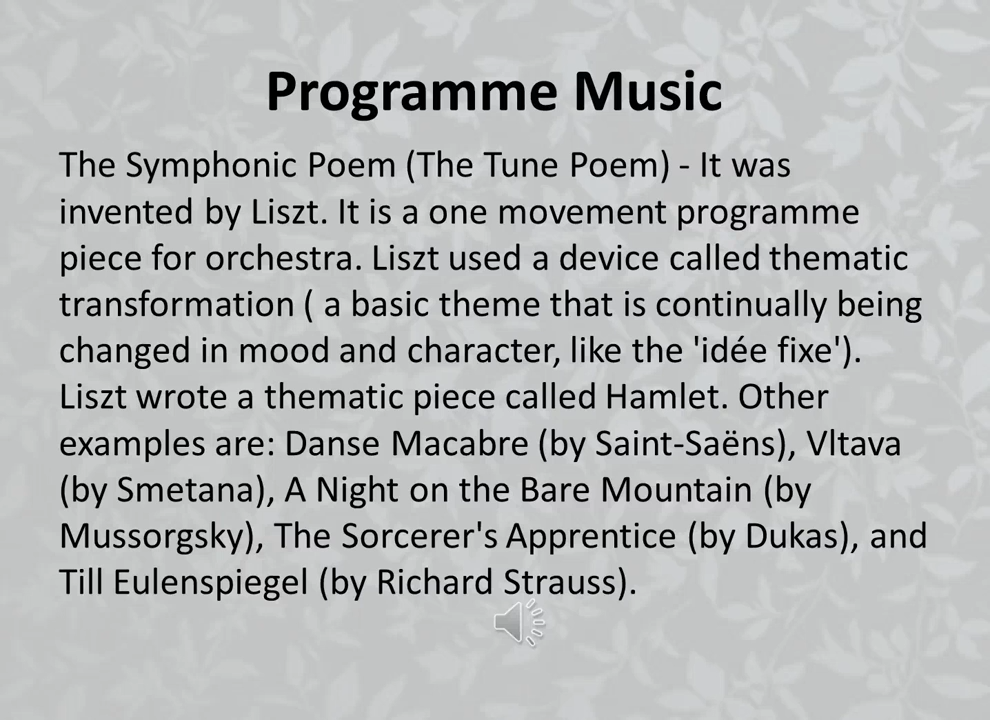 Programme Music
The Symphonic Poem (The Tune Poem) - It was
invented by Liszt. It is a one movement programme
piece for orchestra. Liszt used a device called thematic
transformation ( a basic theme that is continually being
changed in mood and character, like the 'idée fixe').
Liszt wrote a thematic piece called Hamlet. Other
examples are: Danse Macabre (by Saint-Saëns), Vltava
(by Smetana), A Night on the Bare Mountain (by
Mussorgsky), The Sorcerer's Apprentice (by Dukas), and
Till Eulenspiegel (by Richard Strauss).